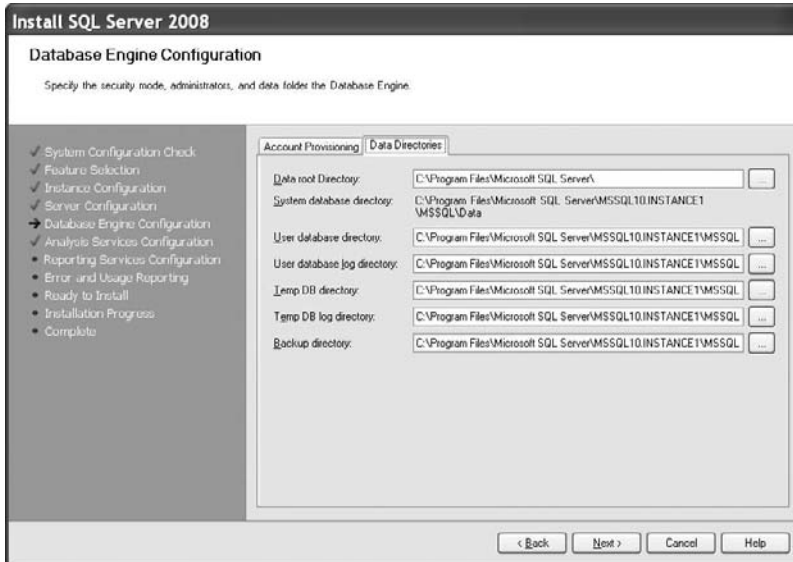 Install SQL Server 2008
Database Engine Configuration
Specify the security mode, administrators, and data folder the Database Engine.
System Configuration Check
Feature Selection
Instance Configuration
Server Configuration
Database Engine Configuration
Analysis Services Configuration
Reporting Services Configuration
Error and Usage Reporting
Ready to Install
Installation Progress
Complete
Account Provisioning
Data Directories
Data root Directory: C:\Program Files\Microsoft SQL Server\ ...
System database directory: C:\Program Files\Microsoft SQL Server\MSSQL10.INSTANCE1
\MSSQL\Data
User database directory: C:\Program Files\Microsoft SQL Server\MSSQL10.INSTANCE1\MSSQL ...
User database log directory: C:\Program Files\Microsoft SQL Server\MSSQL10.INSTANCE1\MSSQL ...
Temp DB directory: C:\Program Files\Microsoft SQL Server\MSSQL10.INSTANCE1\MSSQL ...
Temp DB log directory: C:\Program Files\Microsoft SQL Server\MSSQL10.INSTANCE1\MSSQL ...
Backup directory: C:\Program Files\Microsoft SQL Server\MSSQL10.INSTANCE1\MSSQL ...
< Back Next > Cancel Help